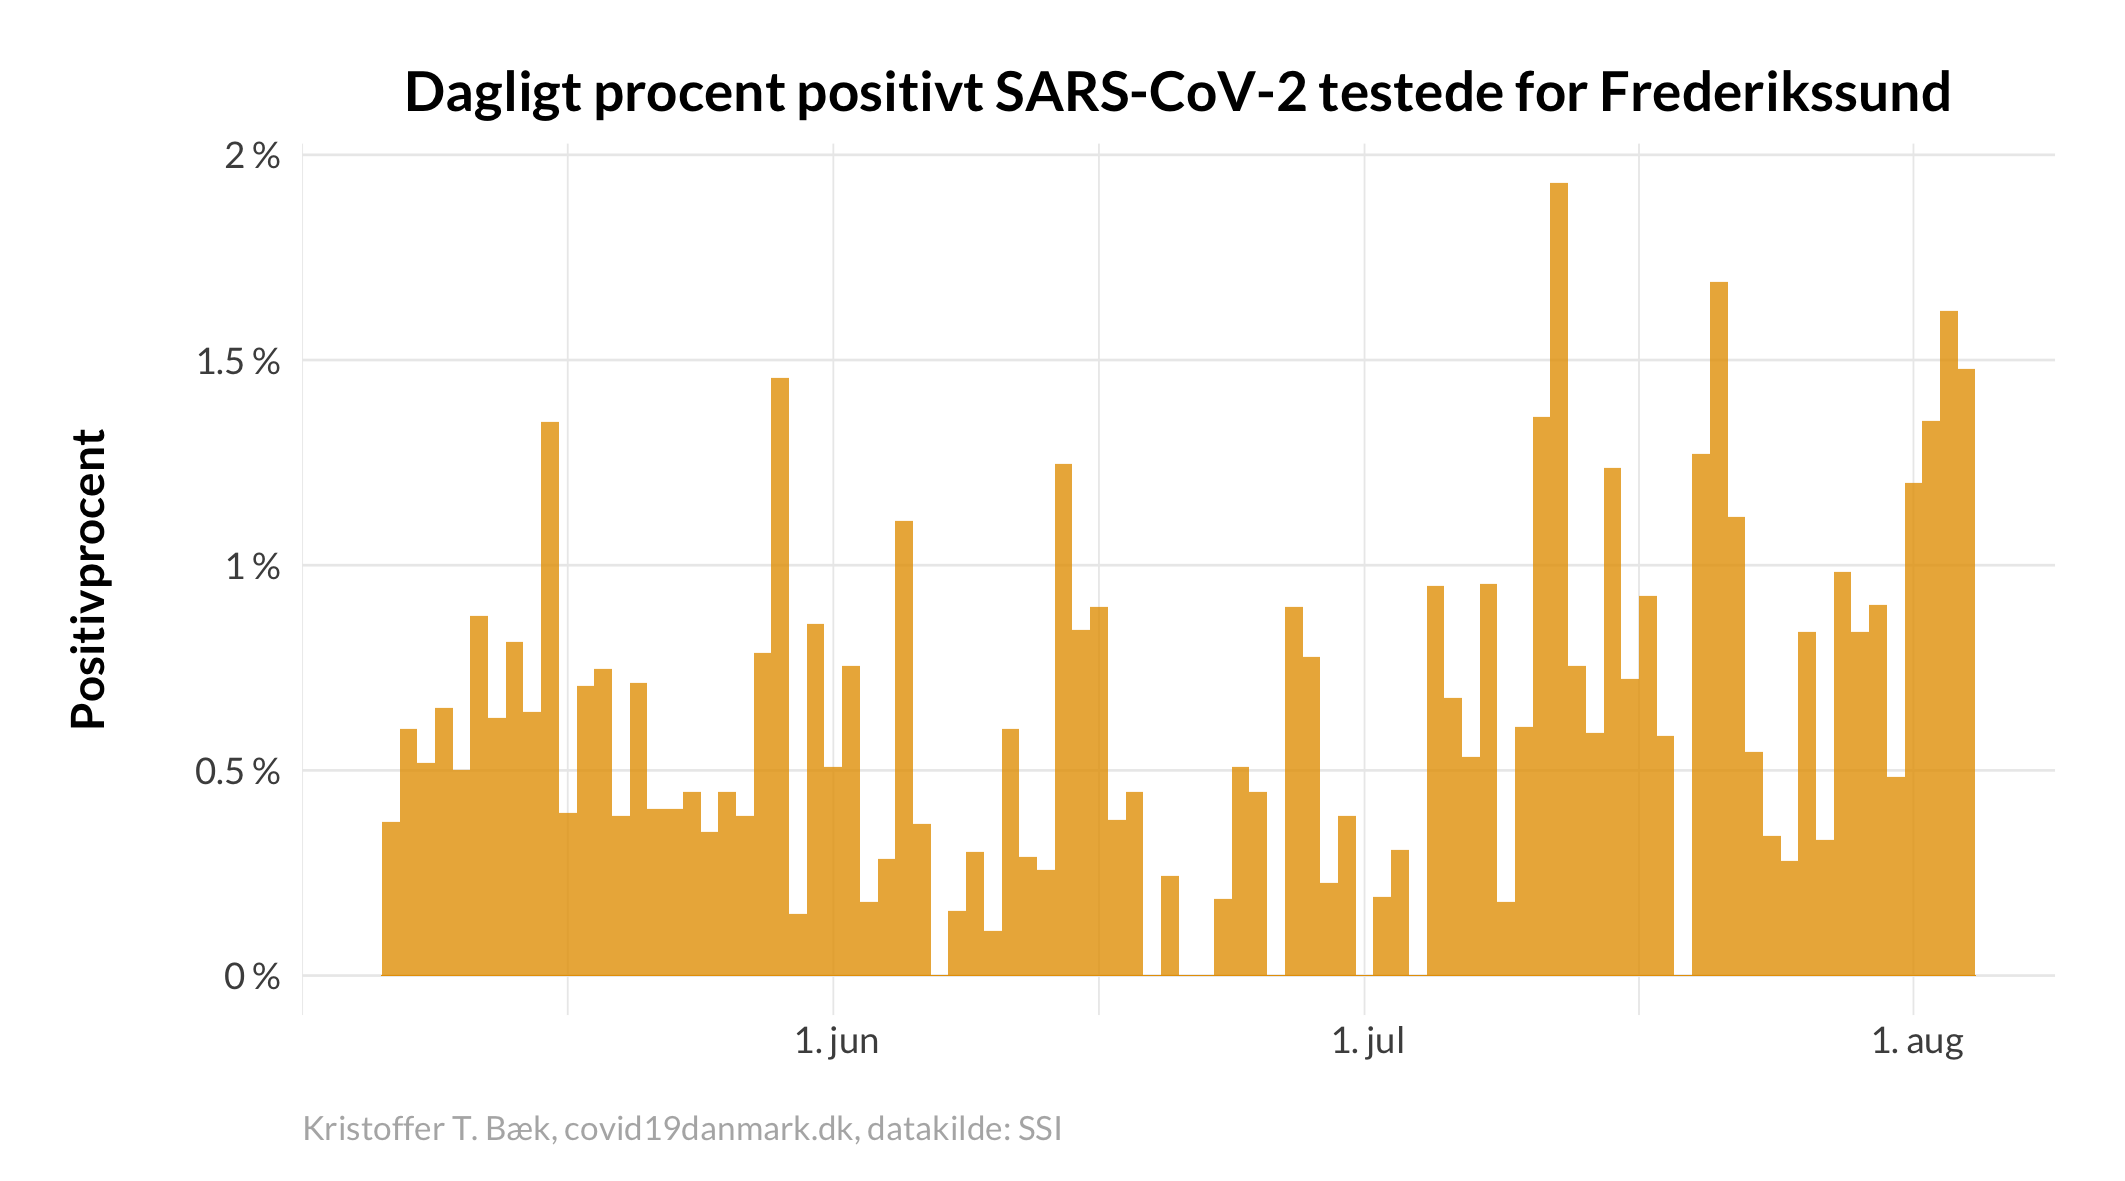 Dagligt procent positivt SARS-CoV-2 testede for Frederikssund
Positivprocent
2 %
1.5 %
1 %
0.5 %
0 %
1. jun
1. jul
1. aug
Kristoffer T. Bæk, covid19danmark.dk, datakilde: SSI